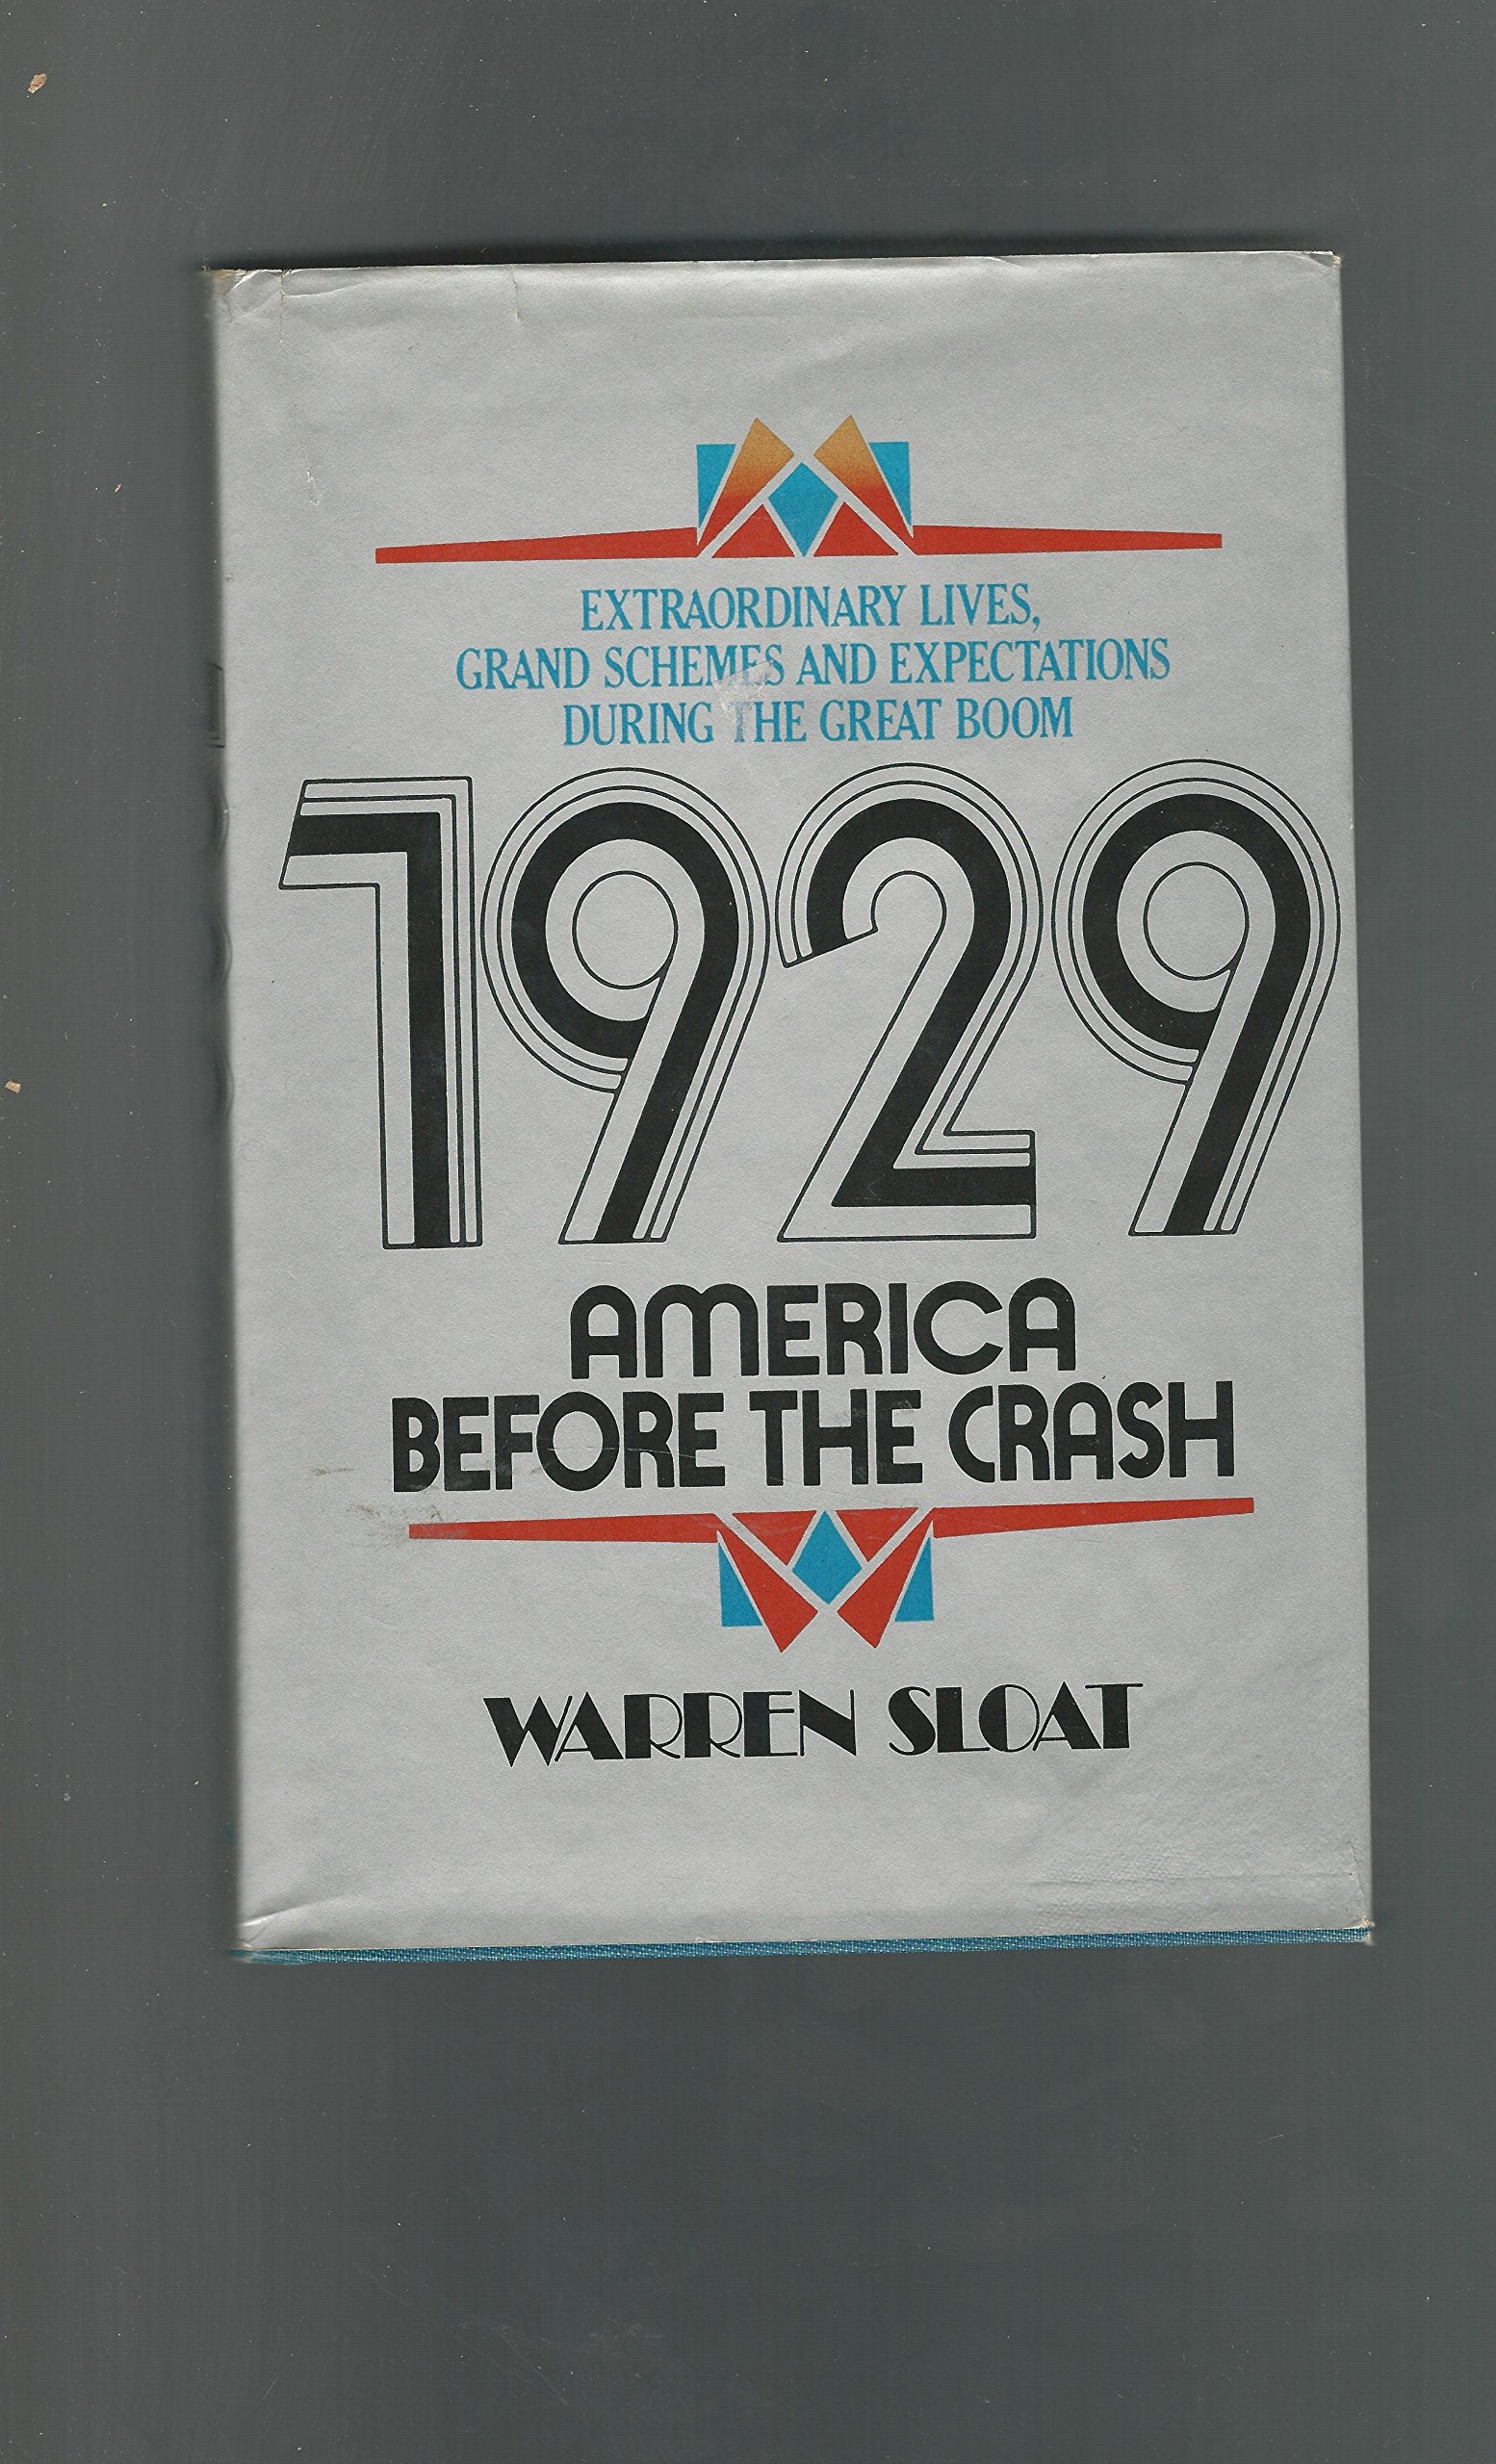 EXTRAORDINARY LIVES,
GRAND SCHEMES AND EXPECTATIONS
DURING THE GREAT BOOM
1929
AMERICA
BEFORE THE CRASH
WARREN SLOAT